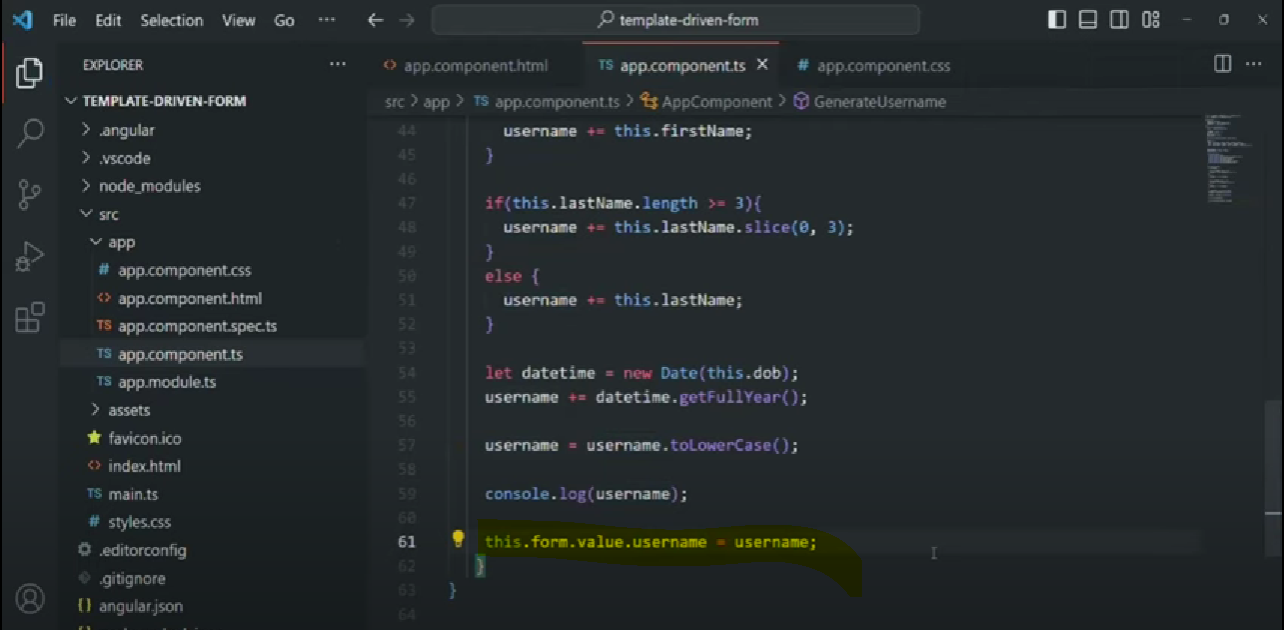 File Edit Selection View Go ··· template-driven-form
EXPLORER ···
TEMPLATE-DRIVEN-FORM
.angular
.vscode
node_modules
src
app
# app.component.css
<> app.component.html
TS app.component.spec.ts
TS app.component.ts
TS app.module.ts
assets
favicon.ico
<> index.html
TS main.ts
# styles.css
.editorconfig
.gitignore
{} angular.json
<> app.component.html TS app.component.ts # app.component.css ···
src > app > TS app.component.ts > AppComponent > GenerateUsername
44 username += this.firstName;
45 }
46
47 if(this.lastName.length >= 3){
48 username += this.lastName.slice(0, 3);
49 }
50 else {
51 username += this.lastName;
52 }
53
54 let datetime = new Date(this.dob);
55 username += datetime.getFullYear();
56
57 username = username.toLowerCase();
58
59 console.log(username);
60
61 this.form.value.username = username;
62 }
63 }
64